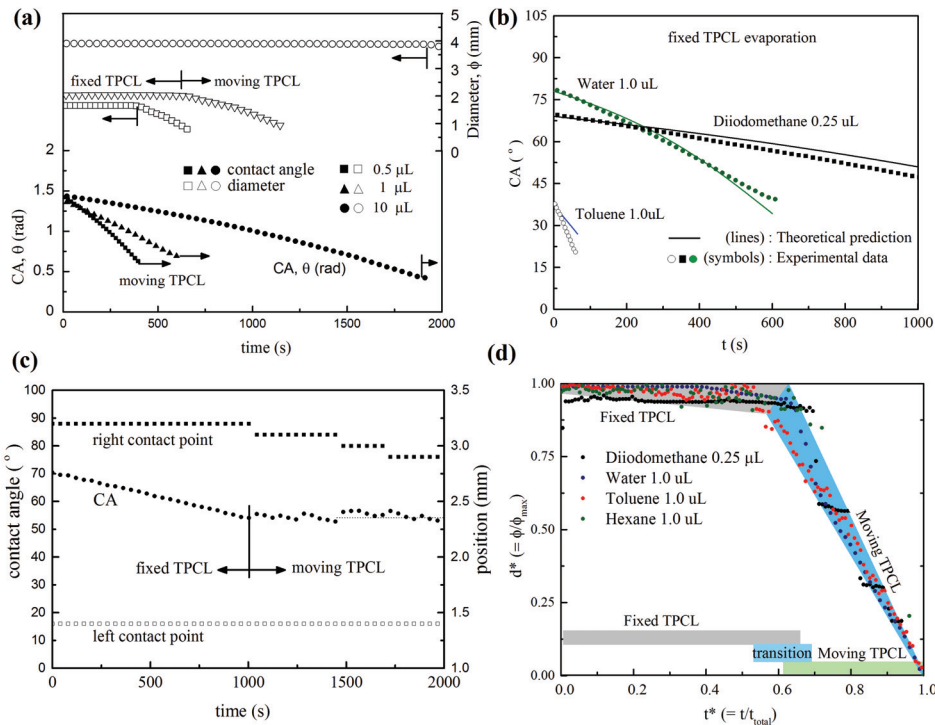 (a)
5
4
3
2
1
0
Diameter, ϕ (mm)
fixed TPCL
moving TPCL
contact angle
diameter
0.5 µL
1 µL
10 µL
2
1.5
1
0.5
0
CA, θ (rad)
CA, θ (rad)
moving TPCL
0
500
1000
1500
2000
time (s)
(b)
105
90
75
60
45
30
15
CA ( ° )
fixed TPCL evaporation
Water 1.0 uL
Diiodomethane 0.25 uL
Toluene 1.0uL
(lines) : Theoretical prediction
(symbols) : Experimental data
0
200
400
600
800
1000
t (s)
(c)
100
90
80
70
60
50
40
30
20
10
0
contact angle ( ° )
3.5
3.0
2.5
2.0
1.5
1.0
position (mm)
right contact point
CA
fixed TPCL
moving TPCL
left contact point
0
500
1000
1500
2000
time (s)
(d)
1.00
0.75
0.50
0.25
0.00
d* (= ϕ/ϕmax)
Fixed TPCL
Diiodomethane 0.25 µL
Water 1.0 uL
Toluene 1.0 uL
Hexane 1.0 uL
Moving TPCL
Fixed TPCL
transition
Moving TPCL
0.0
0.2
0.4
0.6
0.8
1.0
t* (= t/ttotal)